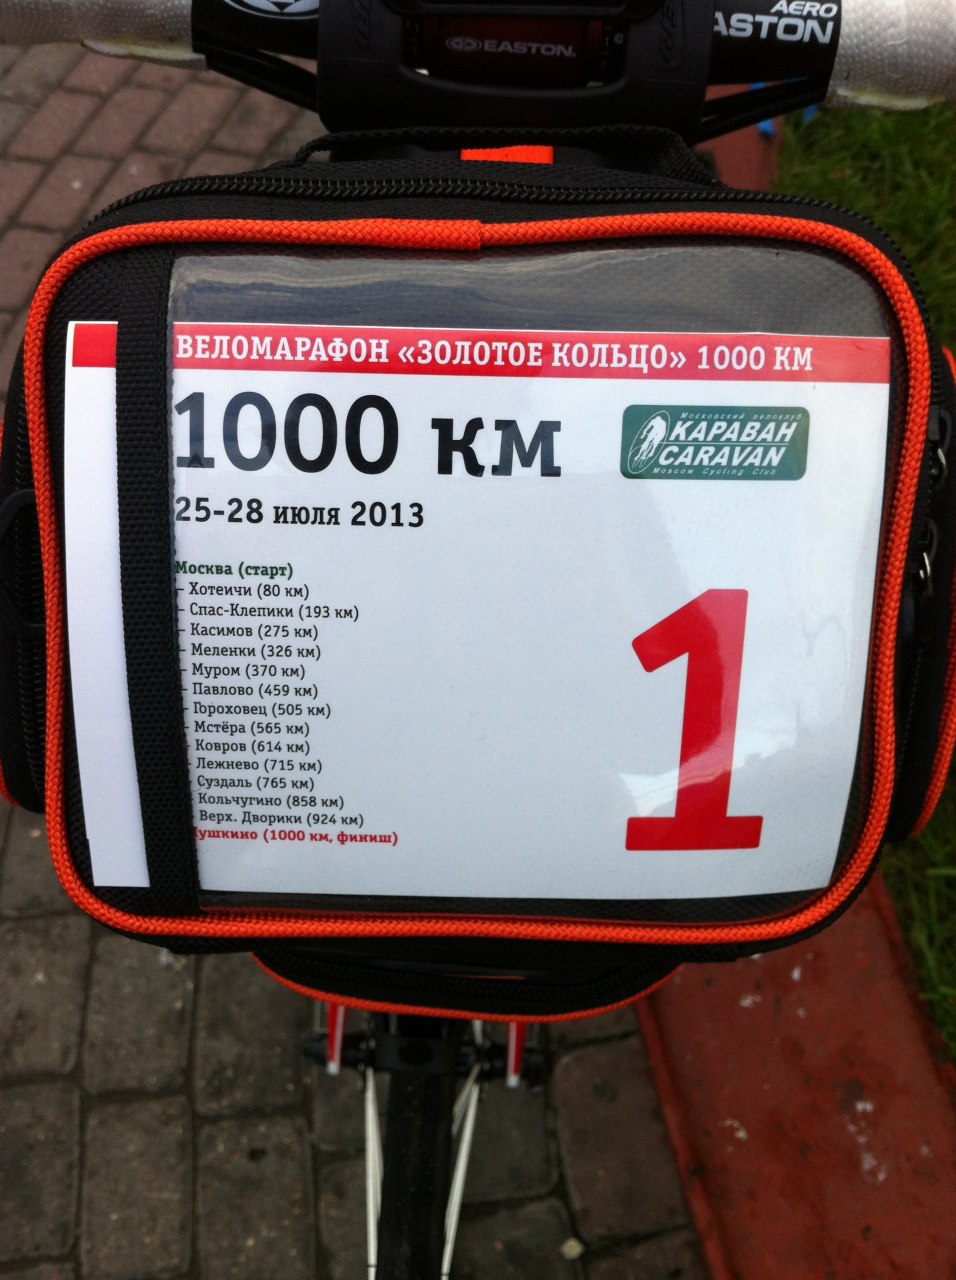 EASTON
AERO
EASTON
ВЕЛОМАРАФОН «ЗОЛОТОЕ КОЛЬЦО» 1000 КМ
1000 км
Московский велоклуб
КАРАВАН
CARAVAN
Moscow Cycling Club
25-28 июля 2013
Москва (старт)
– Хотеичи (80 км)
– Спас-Клепики (193 км)
– Касимов (275 км)
– Меленки (326 км)
– Муром (370 км)
– Павлово (459 км)
– Гороховец (505 км)
– Мстёра (565 км)
– Ковров (614 км)
– Лежнево (715 км)
– Суздаль (765 км)
– Кольчугино (858 км)
– Верх. Дворики (924 км)
Пушкино (1000 км, финиш)
1